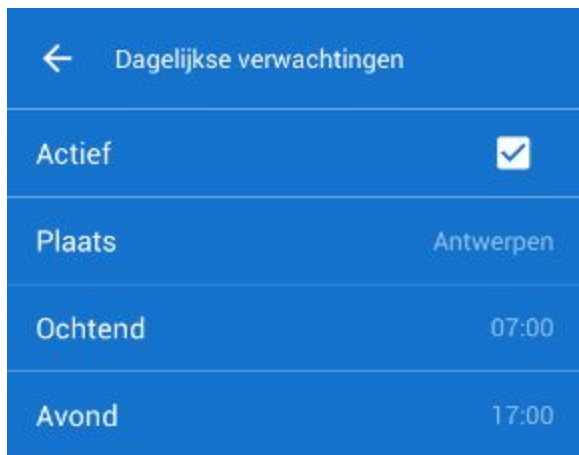 Dagelijkse verwachtingen
Actief
Plaats Antwerpen
Ochtend 07:00
Avond 17:00